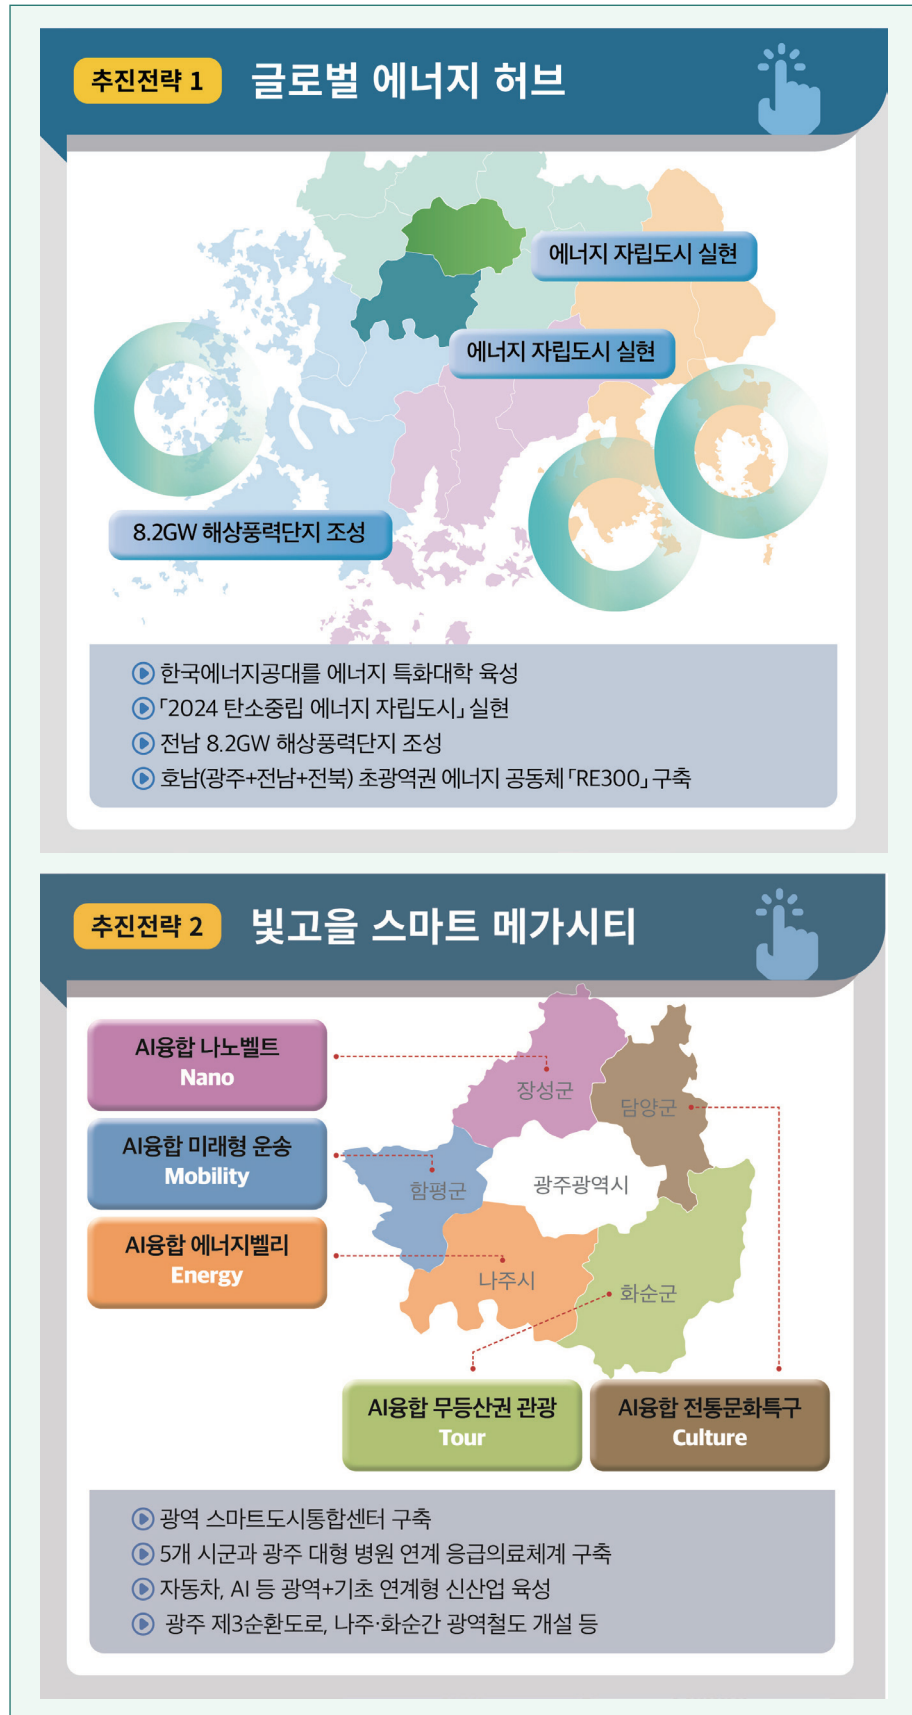 추진전략 1 글로벌 에너지 허브
에너지 자립도시 실현
에너지 자립도시 실현
8.2GW 해상풍력단지 조성
한국에너지공대를 에너지 특화대학 육성
「2024 탄소중립 에너지 자립도시」 실현
전남 8.2GW 해상풍력단지 조성
호남(광주+전남+전북) 초광역권 에너지 공동체 「RE300」 구축
추진전략 2 빛고을 스마트 메가시티
AI융합 나노벨트
Nano
장성군
담양군
AI융합 미래형 운송
Mobility
함평군
광주광역시
AI융합 에너지벨리
Energy
나주시
화순군
AI융합 무등산권 관광
Tour
AI융합 전통문화특구
Culture
광역 스마트도시통합센터 구축
5개 시군과 광주 대형 병원 연계 응급의료체계 구축
자동차, AI 등 광역+기초 연계형 신산업 육성
광주 제3순환도로, 나주·화순간 광역철도 개설 등